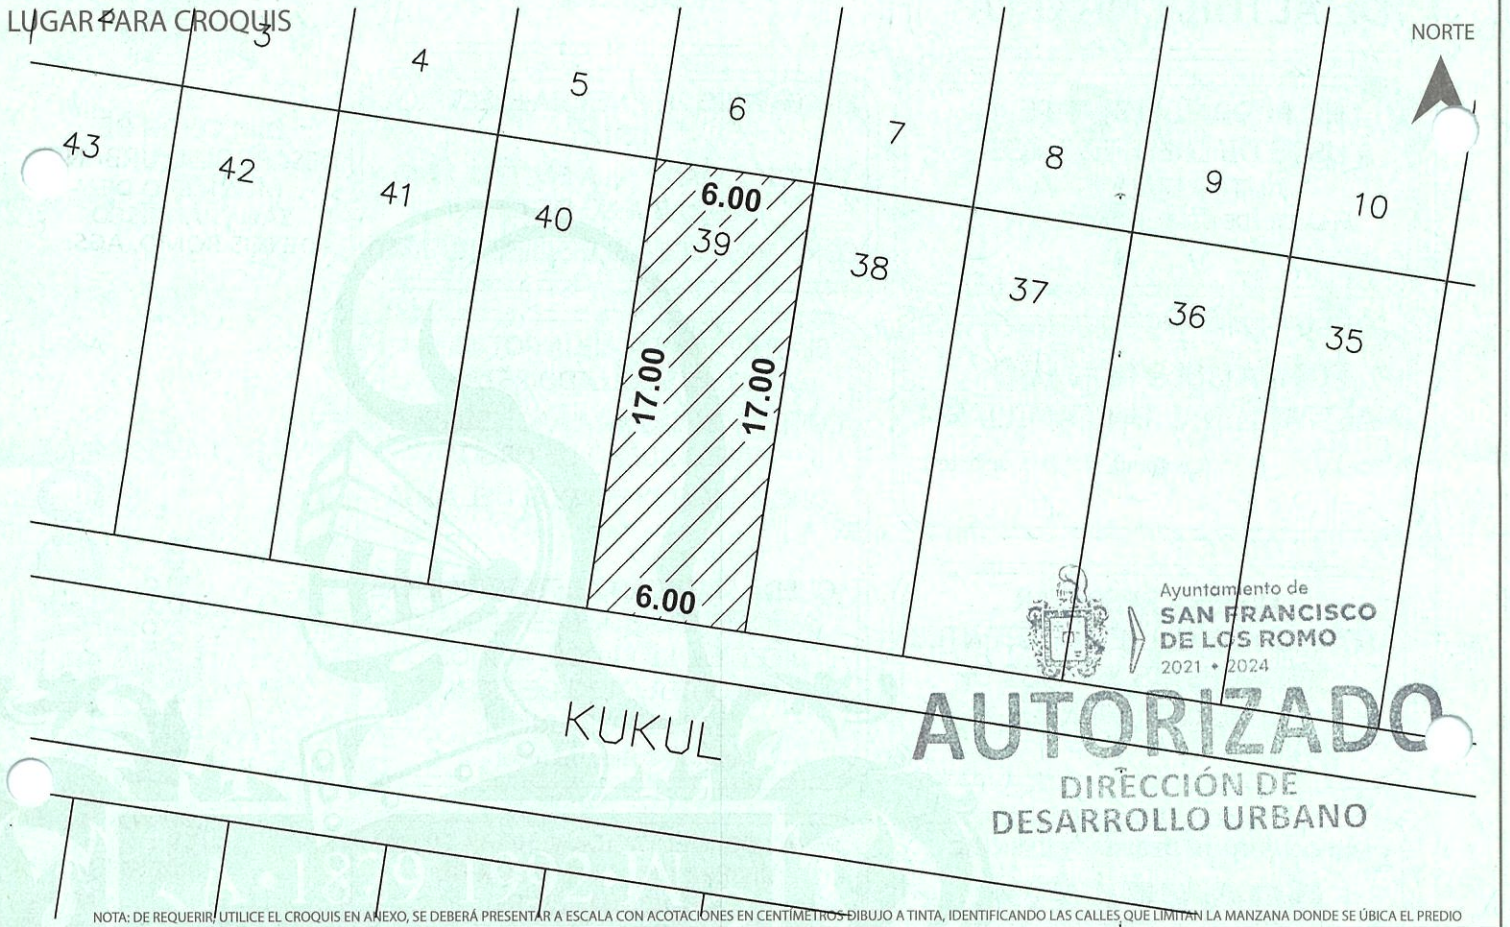 LUGAR PARA CROQUIS
NORTE
2
3
4
5
6
7
8
9
10
43
42
41
40
39
38
37
36
35
6.00
17.00
17.00
6.00
KUKUL
Ayuntamiento de
SAN FRANCISCO
DE LOS ROMO
2021 • 2024
AUTORIZADO
DIRECCIÓN DE
DESARROLLO URBANO
NOTA: DE REQUERIR, UTILICE EL CROQUIS EN ANEXO, SE DEBERÁ PRESENTAR A ESCALA CON ACOTACIONES EN CENTÍMETROS DIBUJO A TINTA, IDENTIFICANDO LAS CALLES QUE LIMITAN LA MANZANA DONDE SE ÚBICA EL PREDIO